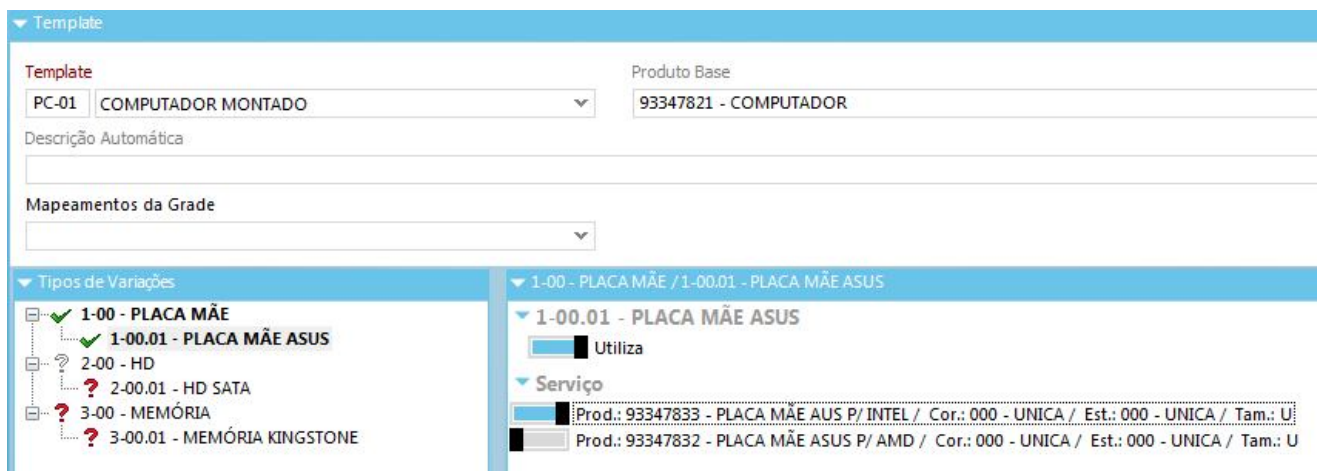 Template
Template
Produto Base
PC-01 COMPUTADOR MONTADO
93347821 - COMPUTADOR
Descrição Automática
Mapeamentos da Grade
Tipos de Variações
1-00 - PLACA MÃE
1-00.01 - PLACA MÃE ASUS
2-00 - HD
2-00.01 - HD SATA
3-00 - MEMÓRIA
3-00.01 - MEMÓRIA KINGSTONE
1-00 - PLACA MÃE / 1-00.01 - PLACA MÃE ASUS
1-00.01 - PLACA MÃE ASUS
Utiliza
Serviço
Prod.: 93347833 - PLACA MÃE AUS P/ INTEL / Cor.: 000 - UNICA / Est.: 000 - UNICA / Tam.: U
Prod.: 93347832 - PLACA MÃE ASUS P/ AMD / Cor.: 000 - UNICA / Est.: 000 - UNICA / Tam.: U